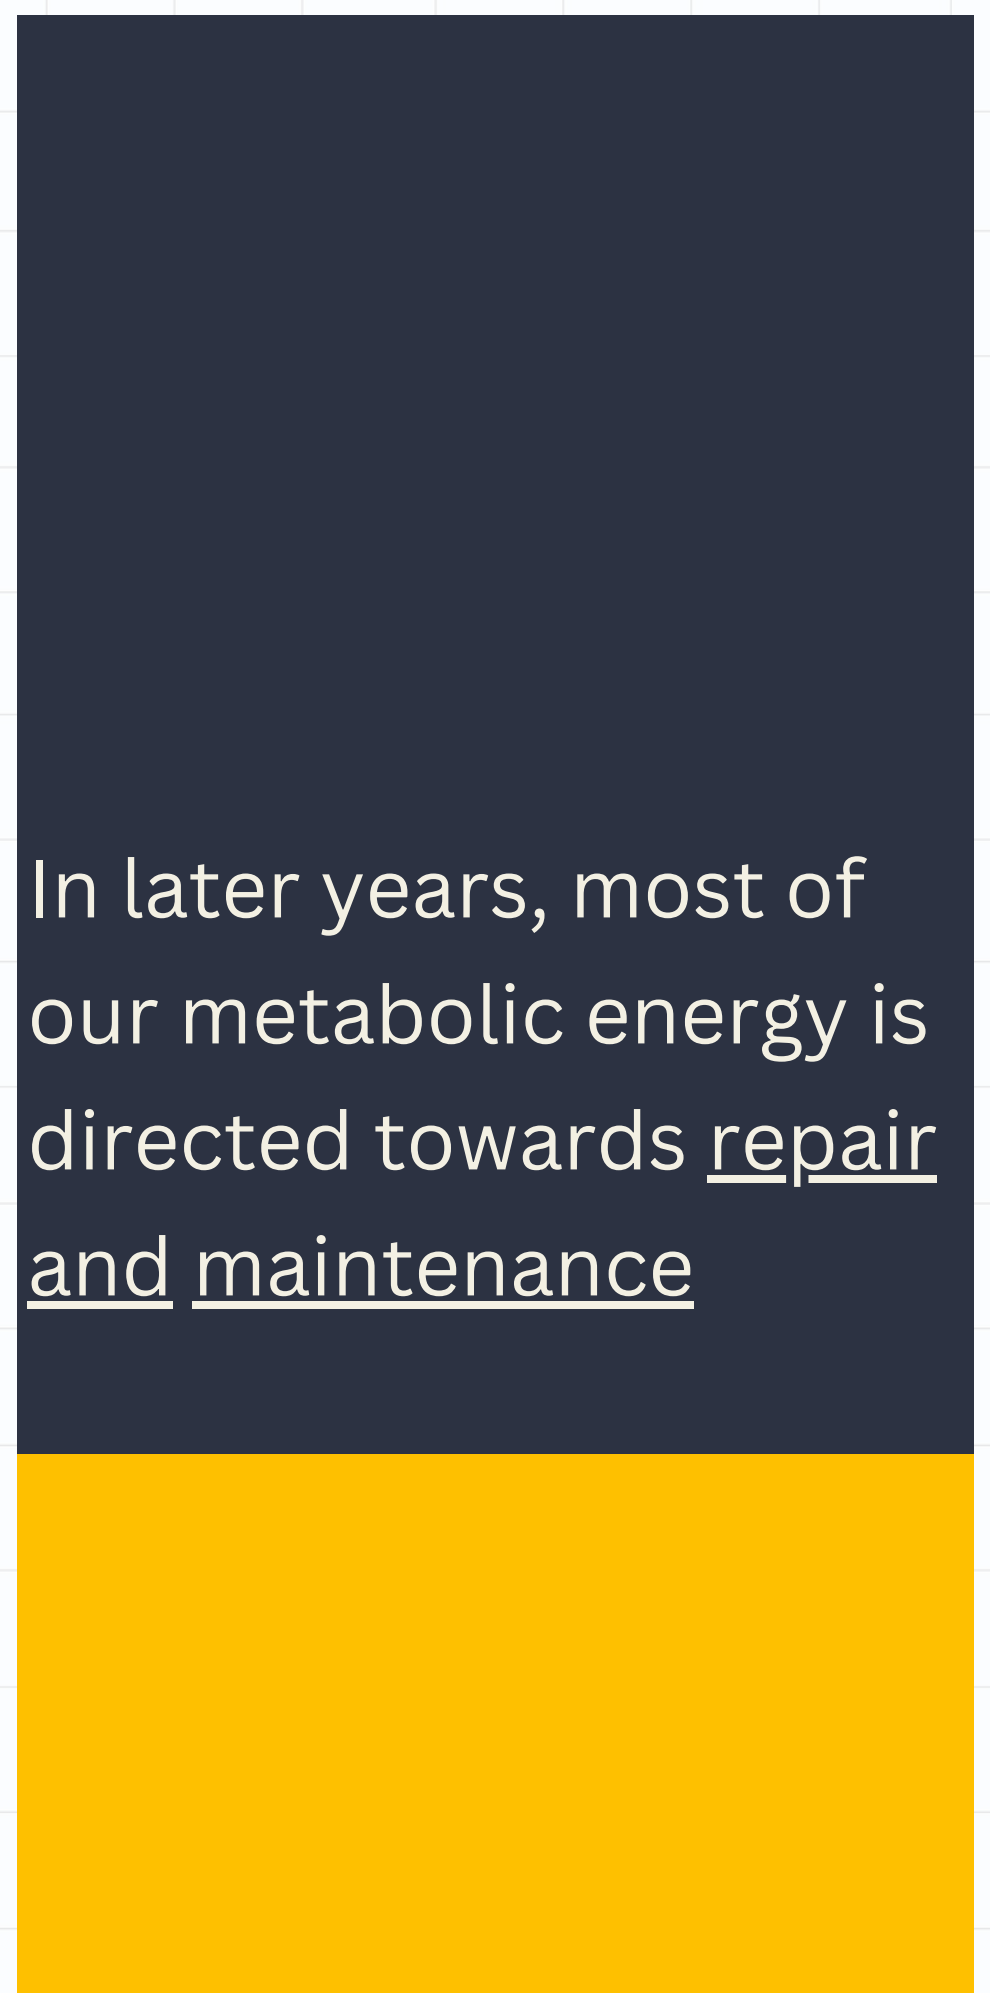 In later years, most of
our metabolic energy is
directed towards repair
and maintenance